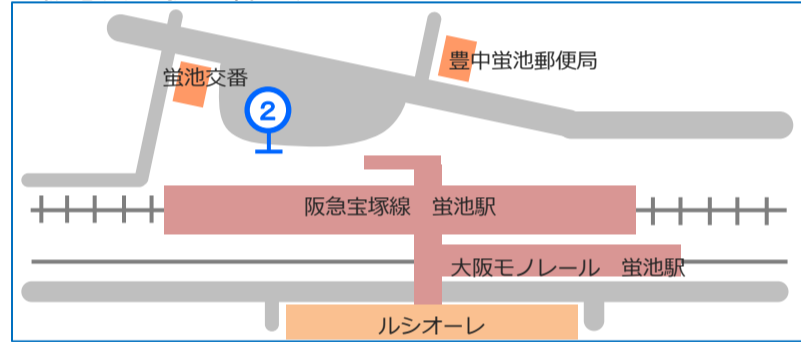 豊中蛍池郵便局
蛍池交番
2
阪急宝塚線　蛍池駅
大阪モノレール　蛍池駅
ルシオーレ